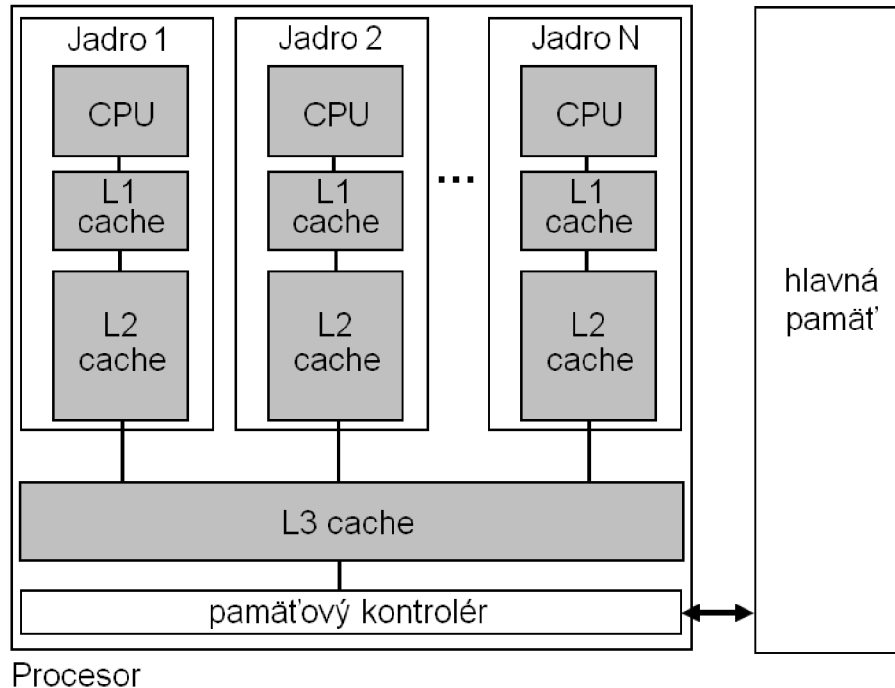 Jadro 1
CPU
L1
cache
L2
cache
Jadro 2
CPU
L1
cache
L2
cache
...
Jadro N
CPU
L1
cache
L2
cache
L3 cache
pamäťový kontrolér
Procesor
hlavná
pamäť